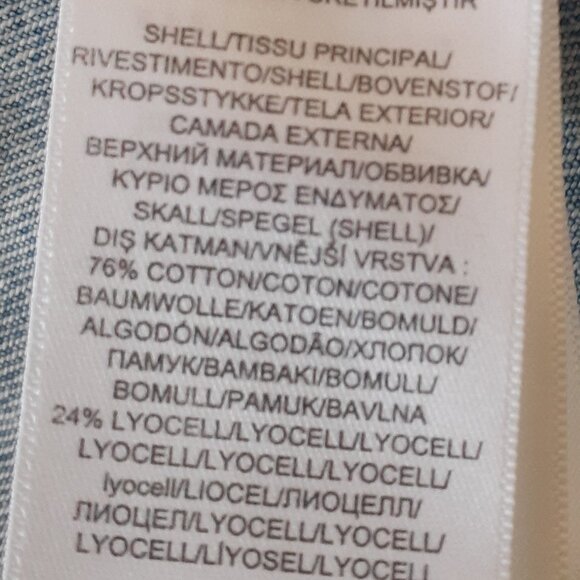 SHELL/TISSU PRINCIPAL/
RIVESTIMENTO/SHELL/BOVENSTOF/
KROPSSTYKKE/TELA EXTERIOR/
CAMADA EXTERNA/
ВЕРХНИЙ МАТЕРИАЛ/ОБВИВКА/
ΚΥΡΙΟ ΜΕΡΟΣ ΕΝΔΥΜΑΤΟΣ/
SKALL/SPEGEL (SHELL)/
DIŞ KATMAN/VNĚJŠÍ VRSTVA :
76% COTTON/COTON/COTONE/
BAUMWOLLE/KATOEN/BOMULD/
ALGODÓN/ALGODÃO/ХЛОПОК/
ПАМУК/BAMBAKI/BOMULL/
BOMULL/PAMUK/BAVLNA
24% LYOCELL/LYOCELL/LYOCELL/
LYOCELL/LYOCELL/LYOCELL/
lyocell/LIOCEL/ЛИОЦЕЛЛ/
ЛИОЦЕЛ/LYOCELL/LYOCELL/
LYOCELL/LİYOSEL/LYOCELL